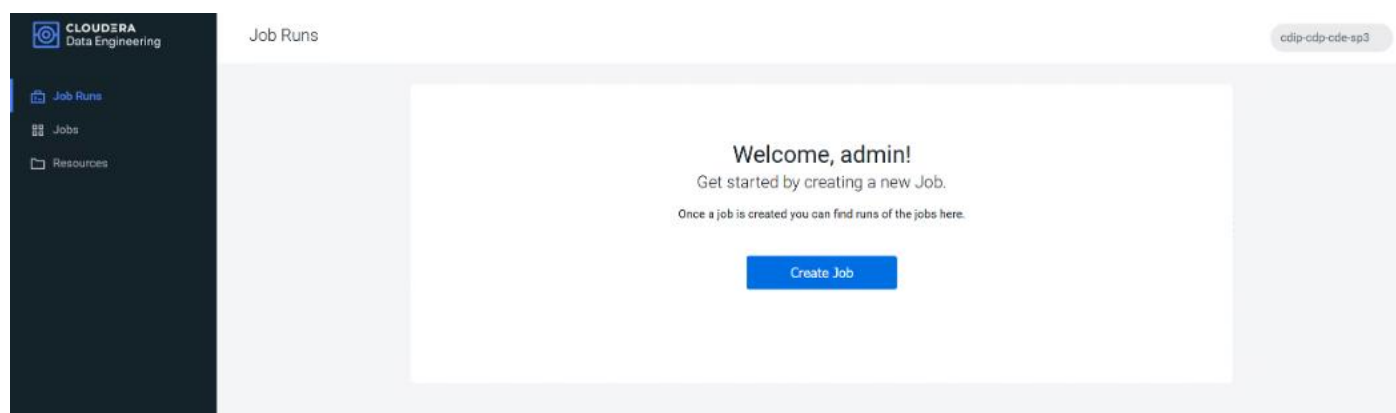 CLOUDERA
Data Engineering
Job Runs
cdip-cdp-cde-sp3
Job Runs
Jobs
Resources
Welcome, admin!
Get started by creating a new Job.
Once a job is created you can find runs of the jobs here.
Create Job